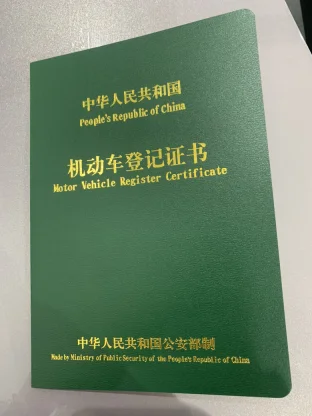 中华人民共和国
People's Republic of China
机动车登记证书
Motor Vehicle Register Certificate
中华人民共和国公安部制
Made by Ministry of Public Security of the People's Republic of China